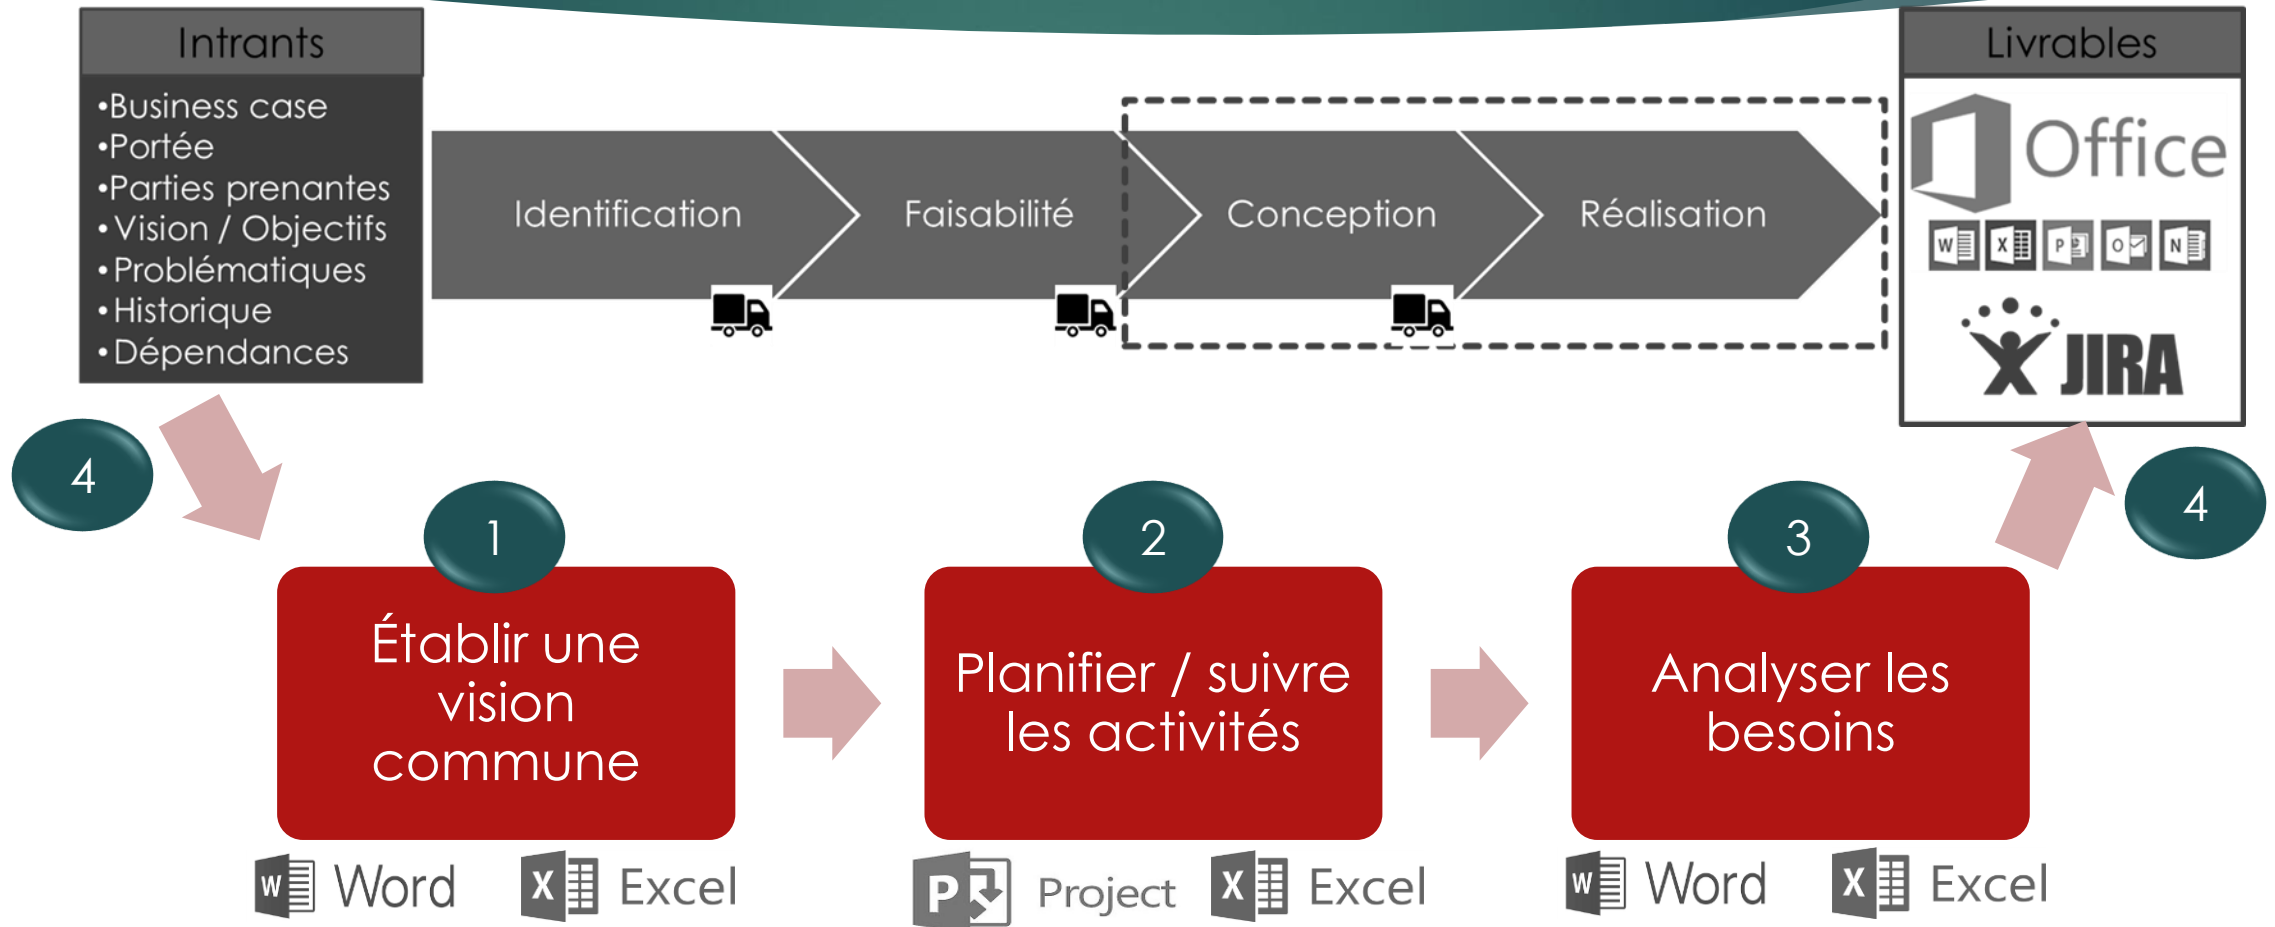 Intrants
•Business case
•Portée
•Parties prenantes
•Vision / Objectifs
•Problématiques
•Historique
•Dépendances
Identification
Faisabilité
Conception
Réalisation
Livrables
Office
W X P O N
JIRA
4
1
2
3
4
Établir une
vision
commune
Planifier / suivre
les activités
Analyser les
besoins
W Word
X Excel
P Project
X Excel
W Word
X Excel